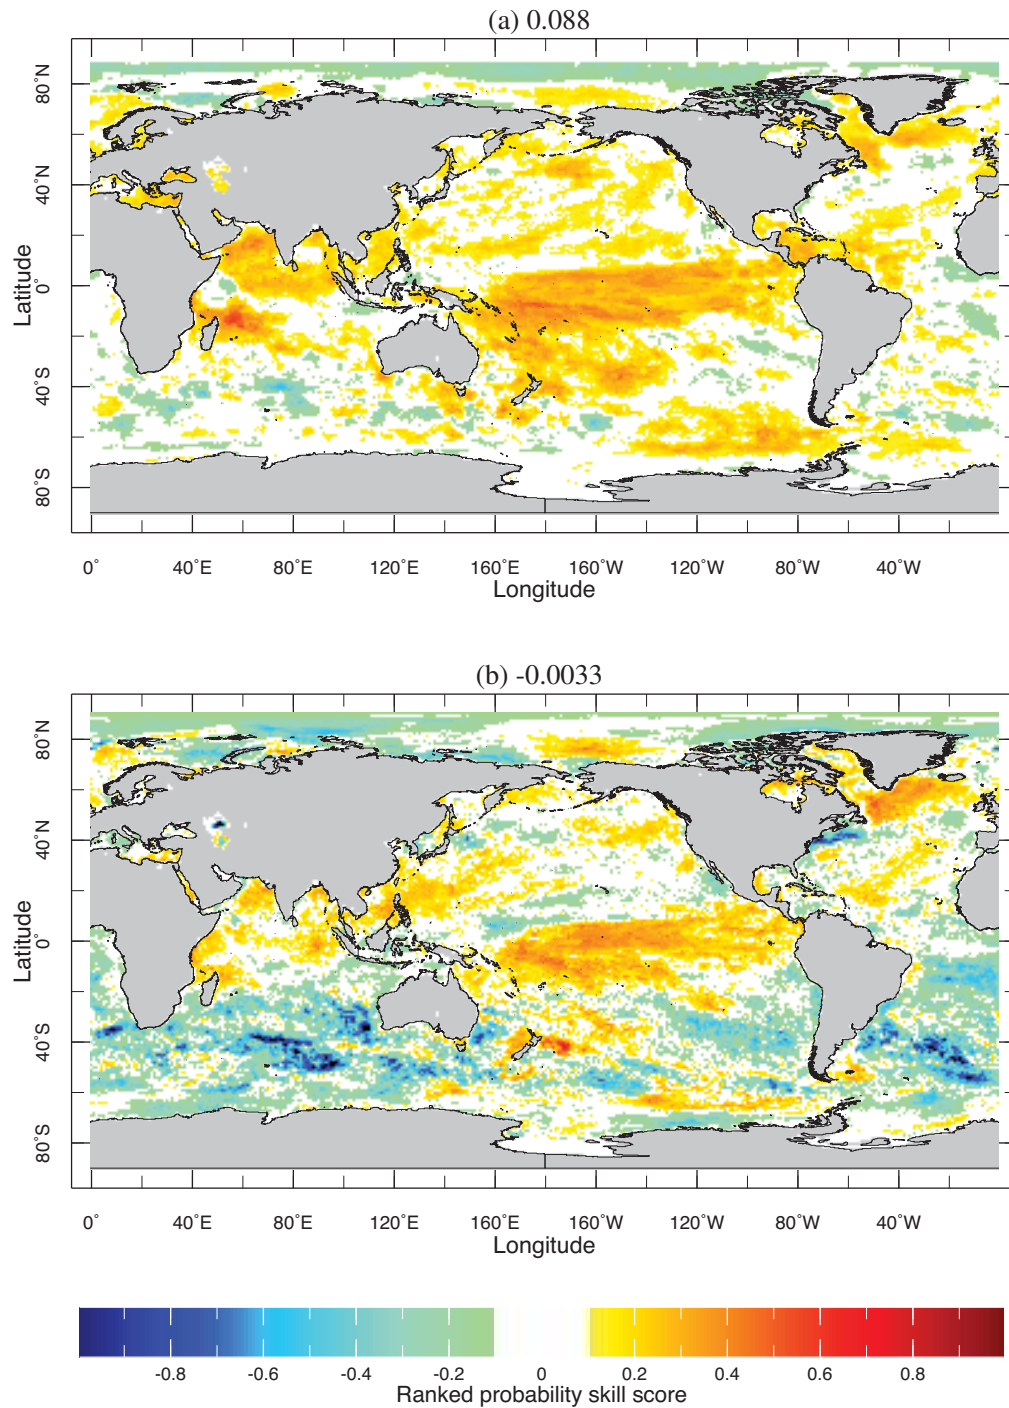 (a) 0.088
80°N
40°N
0°
40°S
80°S
Latitude
0° 40°E 80°E 120°E 160°E 160°W 120°W 80°W 40°W
Longitude
(b) -0.0033
80°N
40°N
0°
40°S
80°S
Latitude
0° 40°E 80°E 120°E 160°E 160°W 120°W 80°W 40°W
Longitude
-0.8 -0.6 -0.4 -0.2 0 0.2 0.4 0.6 0.8
Ranked probability skill score